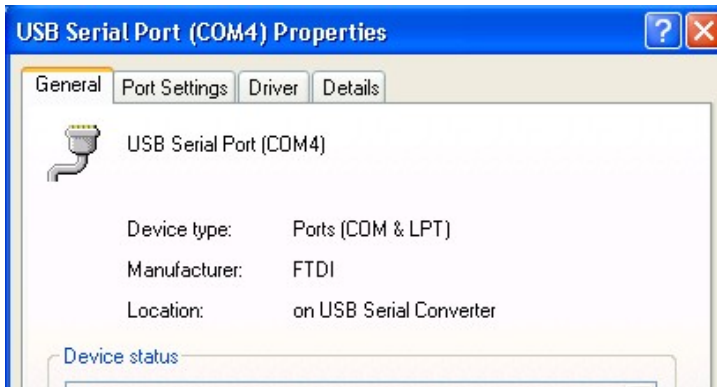 USB Serial Port (COM4) Properties
General Port Settings Driver Details
USB Serial Port (COM4)
Device type: Ports (COM & LPT)
Manufacturer: FTDI
Location: on USB Serial Converter
Device status